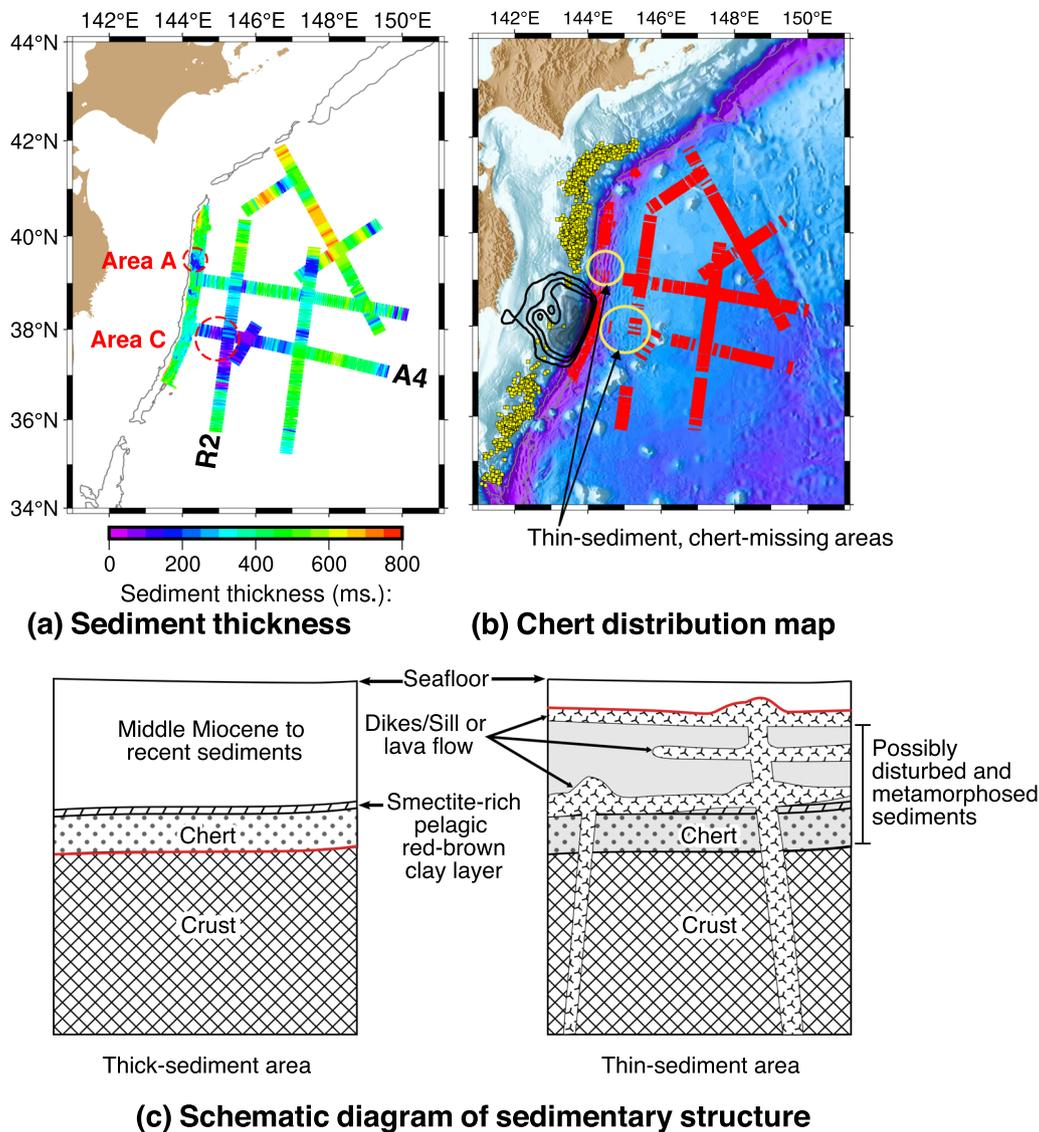 142°E 144°E 146°E 148°E 150°E
142°E 144°E 146°E 148°E 150°E
44°N
42°N
40°N
38°N
36°N
34°N
Area A
Area C
A4
R2
0 200 400 600 800
Sediment thickness (ms.):
(a) Sediment thickness
Thin-sediment, chert-missing areas
(b) Chert distribution map
Seafloor
Middle Miocene to
recent sediments
Dikes/Sill or
lava flow
Smectite-rich
pelagic
red-brown
clay layer
Chert
Crust
Chert
Crust
Possibly
disturbed and
metamorphosed
sediments
Thick-sediment area
Thin-sediment area
(c) Schematic diagram of sedimentary structure